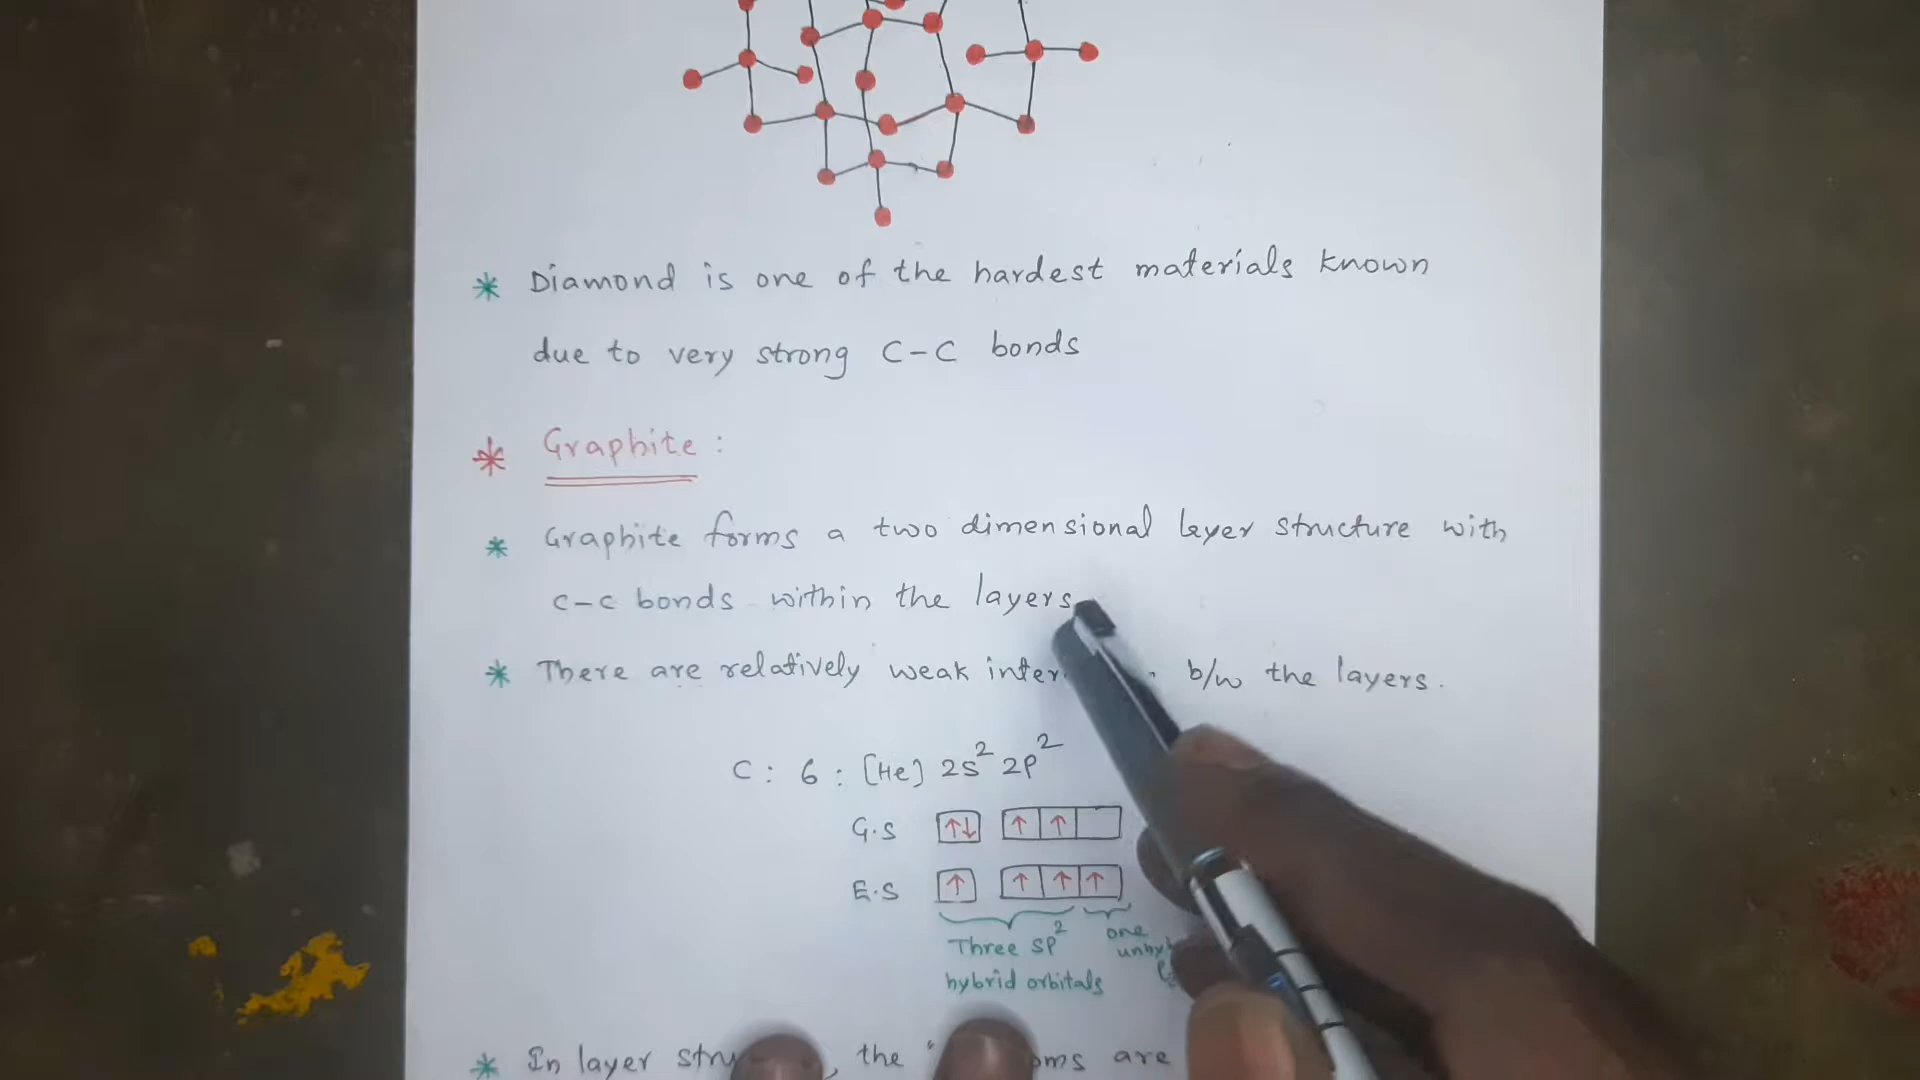 * Diamond is one of the hardest materials known
due to very strong C-C bonds
* Graphite:
* Graphite forms a two dimensional layer structure with
C-C bonds within the layers
* There are relatively weak b/w the layers.
C: 6: [He] 2s² 2p²
G.S ↑↓ ↑ ↑
E.S ↑ ↑ ↑ ↑
Three sp² one
hybrid orbitals
* In layer the are